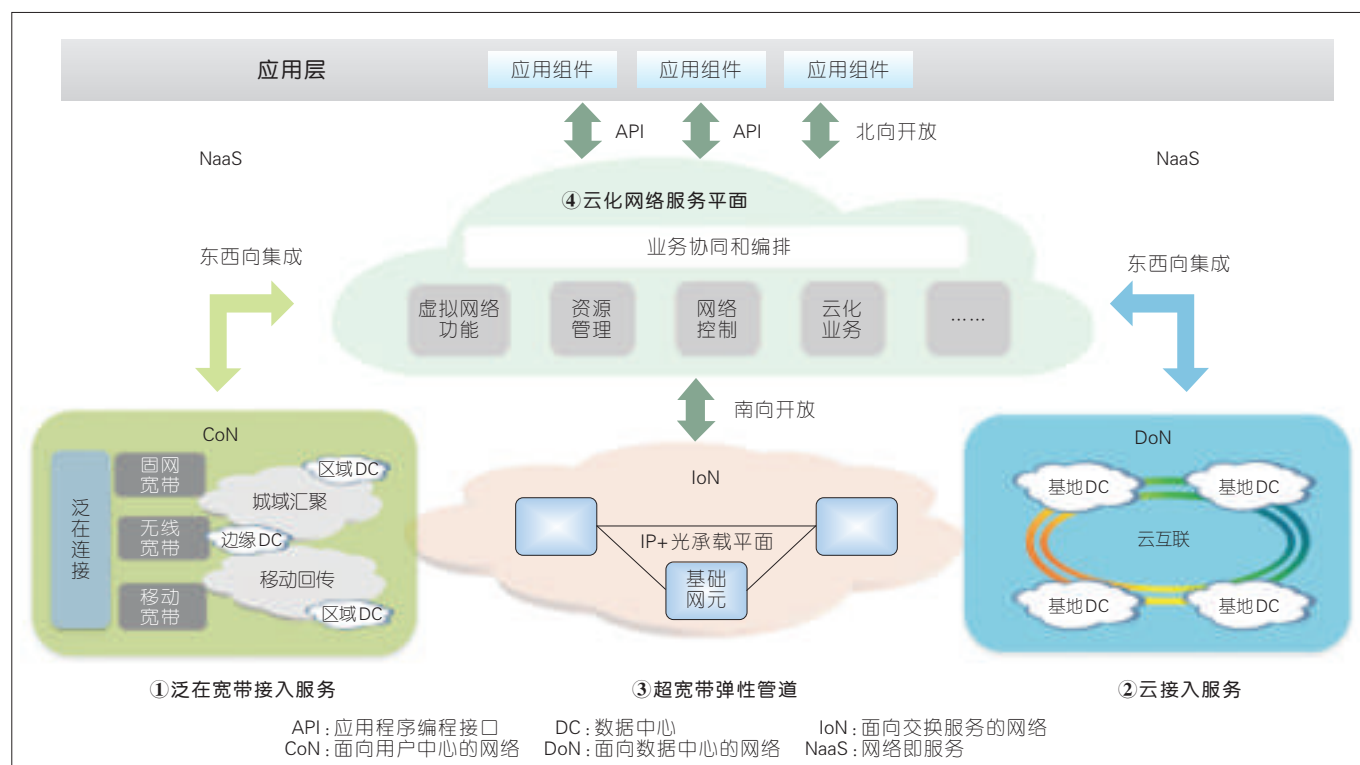 应用层
应用组件
应用组件
应用组件
API
API
北向开放
NaaS
NaaS
④云化网络服务平面
业务协同和编排
东西向集成
东西向集成
虚拟网络
功能
资源
管理
网络
控制
云化
业务
……
南向开放
CoN
泛在连接
固网
宽带
无线
宽带
移动
宽带
区域DC
城域汇聚
边缘DC
移动回传
区域DC
IoN
IP+光承载平面
基础
网元
DoN
基地DC
基地DC
云互联
基地DC
基地DC
①泛在宽带接入服务
③超宽带弹性管道
②云接入服务
API:应用程序编程接口 DC:数据中心 IoN:面向交换服务的网络
CoN:面向用户中心的网络 DoN:面向数据中心的网络 NaaS:网络即服务